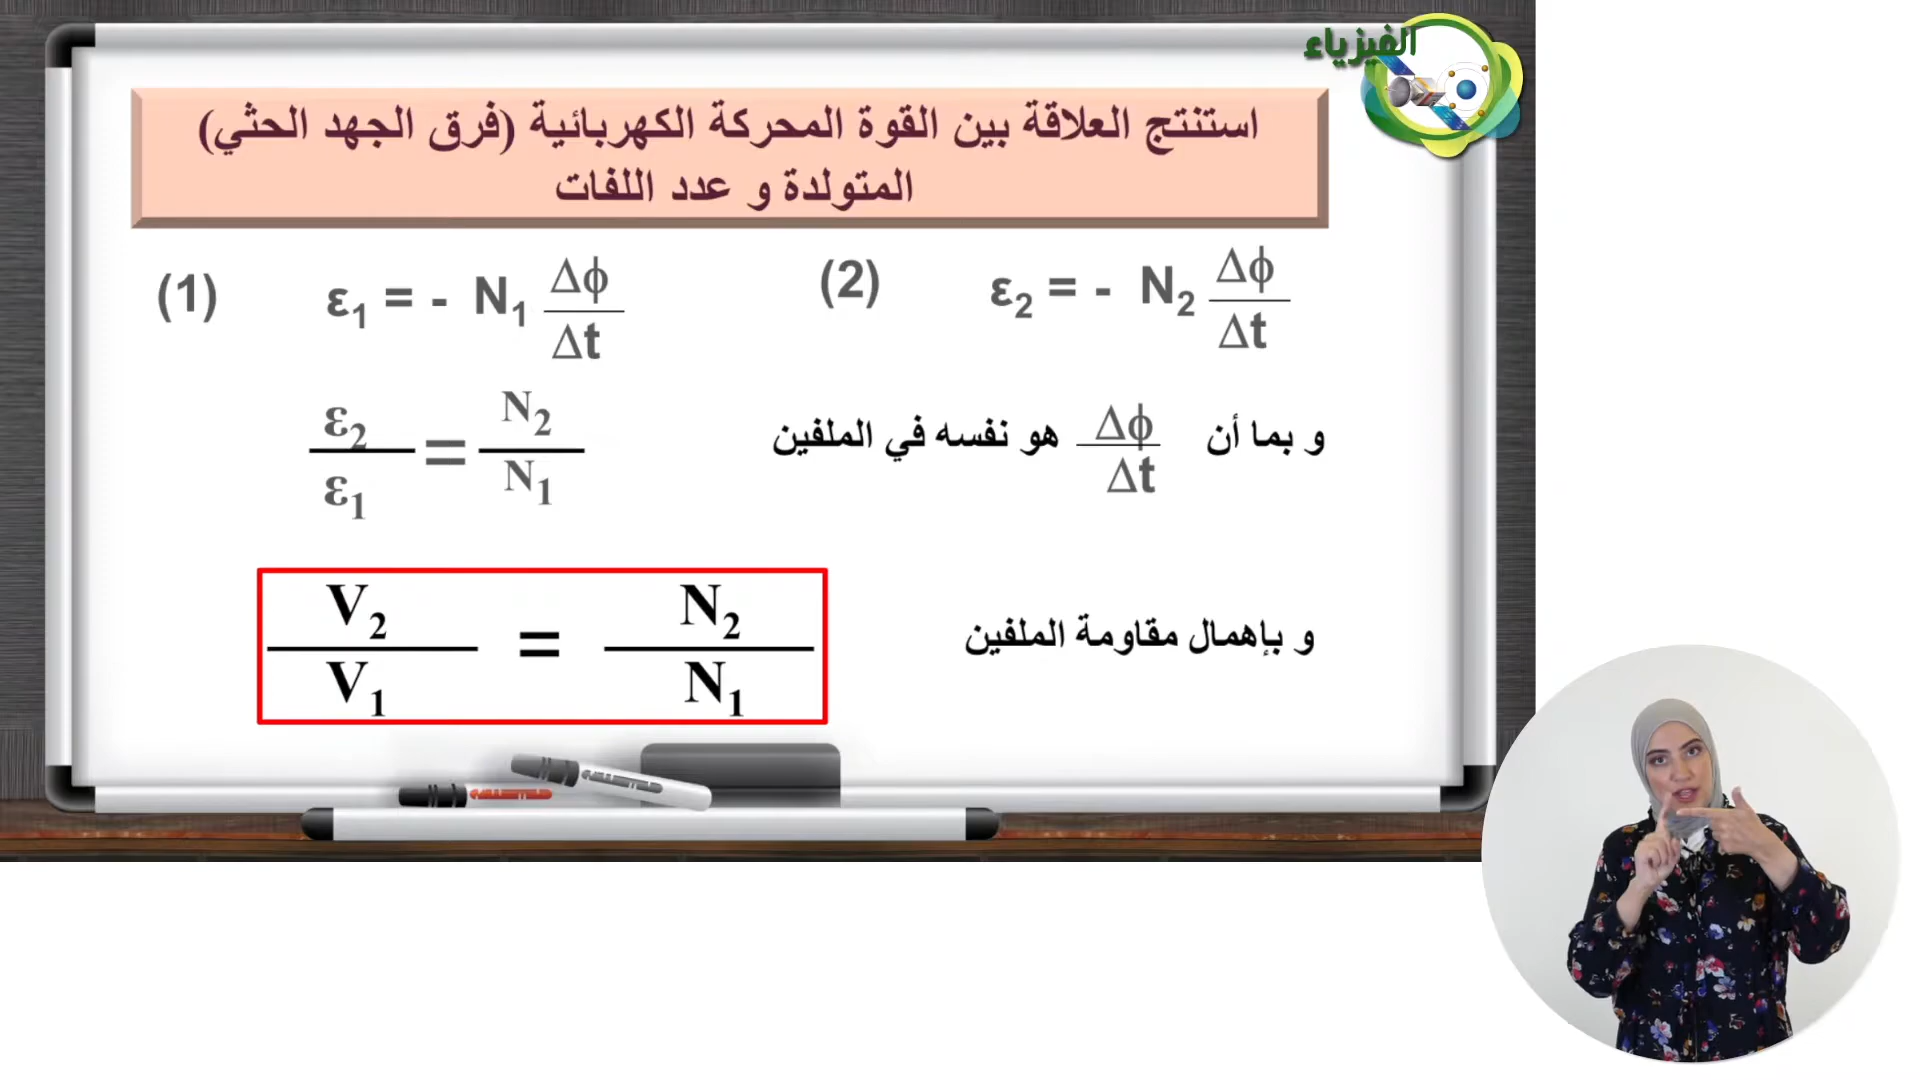 الفيزياء
استنتج العلاقة بين القوة المحركة الكهربائية (فرق الجهد الحثي)
المتولدة و عدد اللفات
(1) ε₁ = - N₁ Δϕ/Δt
(2) ε₂ = - N₂ Δϕ/Δt
و بما أن Δϕ/Δt هو نفسه في الملفين
ε₂/ε₁ = N₂/N₁
و بإهمال مقاومة الملفين
V₂/V₁ = N₂/N₁